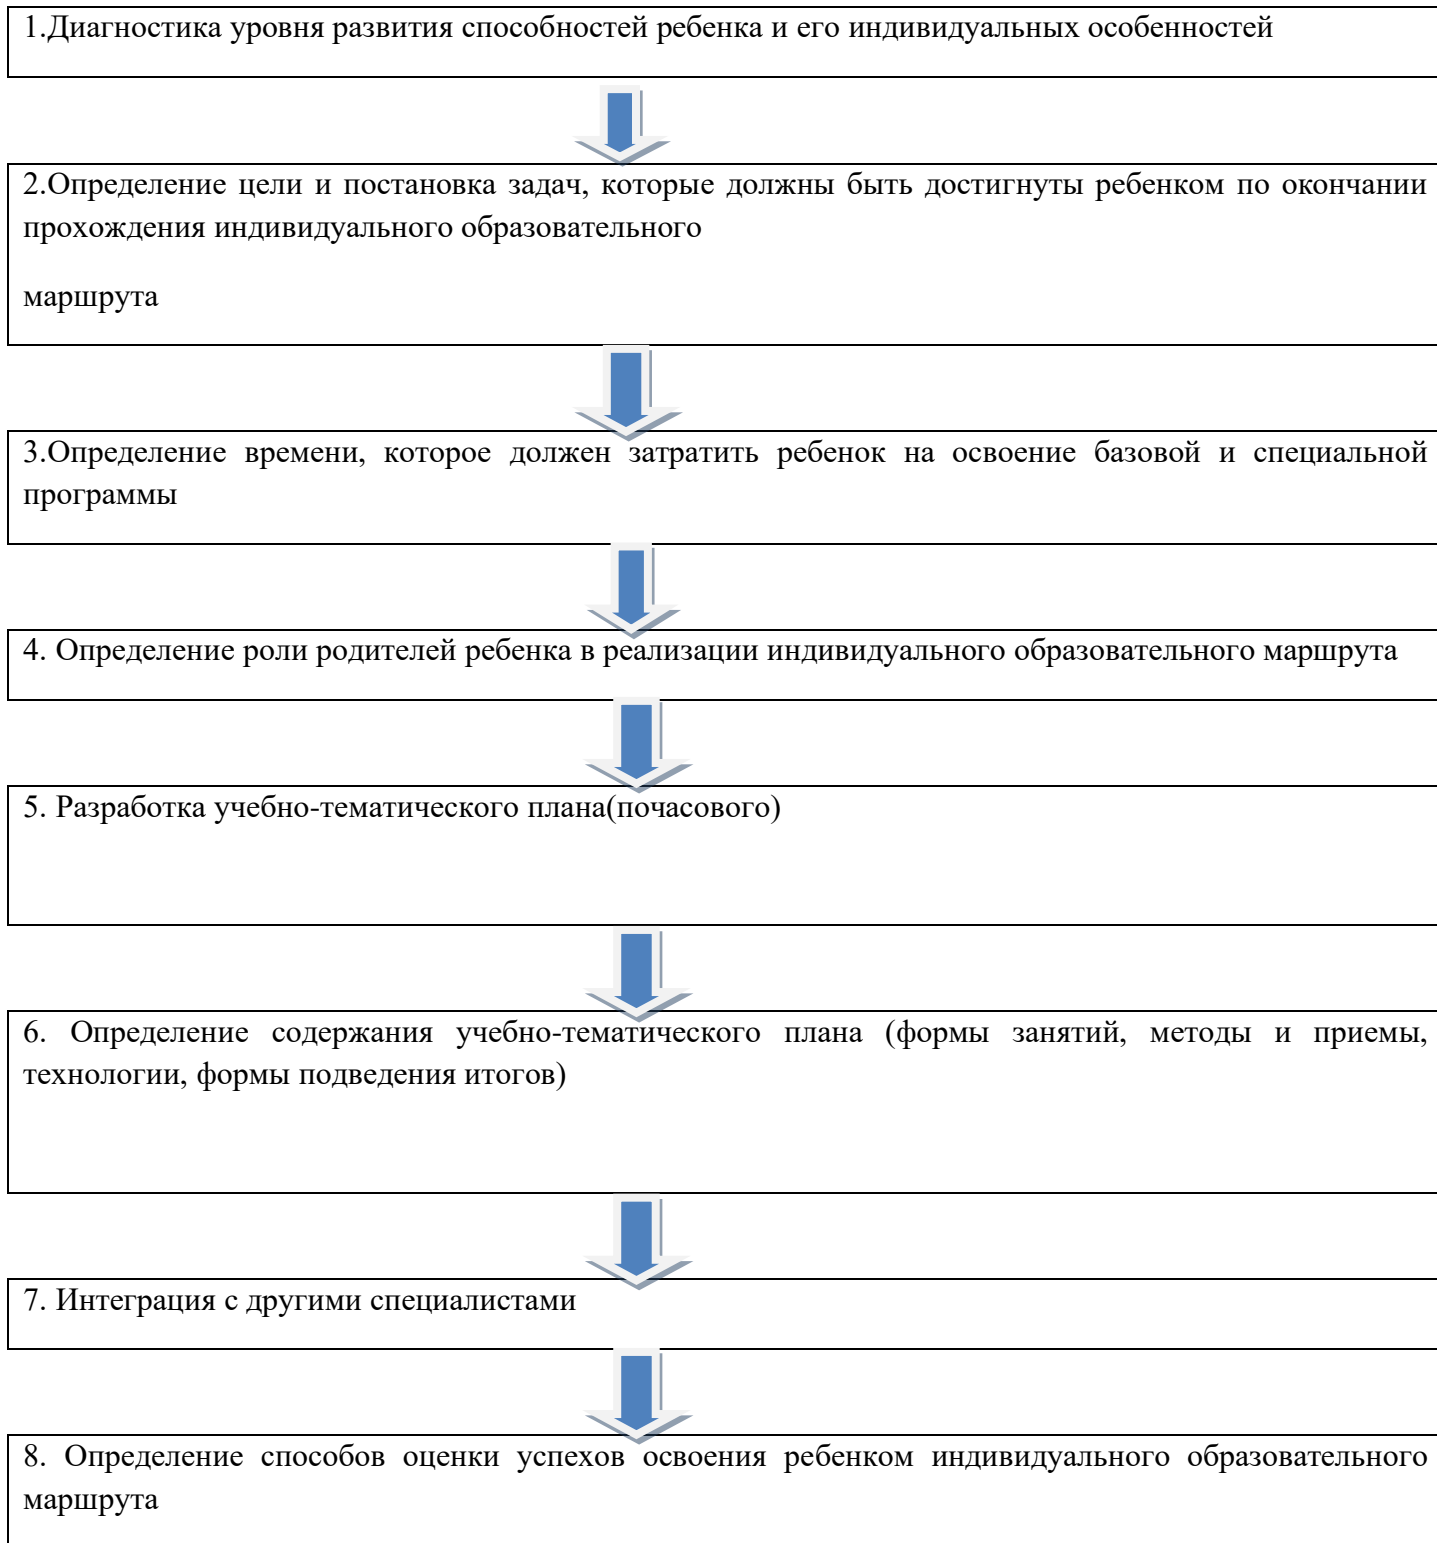 1.Диагностика уровня развития способностей ребенка и его индивидуальных особенностей
2.Определение цели и постановка задач, которые должны быть достигнуты ребенком по окончании
прохождения индивидуального образовательного
маршрута
3.Определение времени, которое должен затратить ребенок на освоение базовой и специальной
программы
4. Определение роли родителей ребенка в реализации индивидуального образовательного маршрута
5. Разработка учебно-тематического плана(почасового)
6. Определение содержания учебно-тематического плана (формы занятий, методы и приемы,
технологии, формы подведения итогов)
7. Интеграция с другими специалистами
8. Определение способов оценки успехов освоения ребенком индивидуального образовательного
маршрута